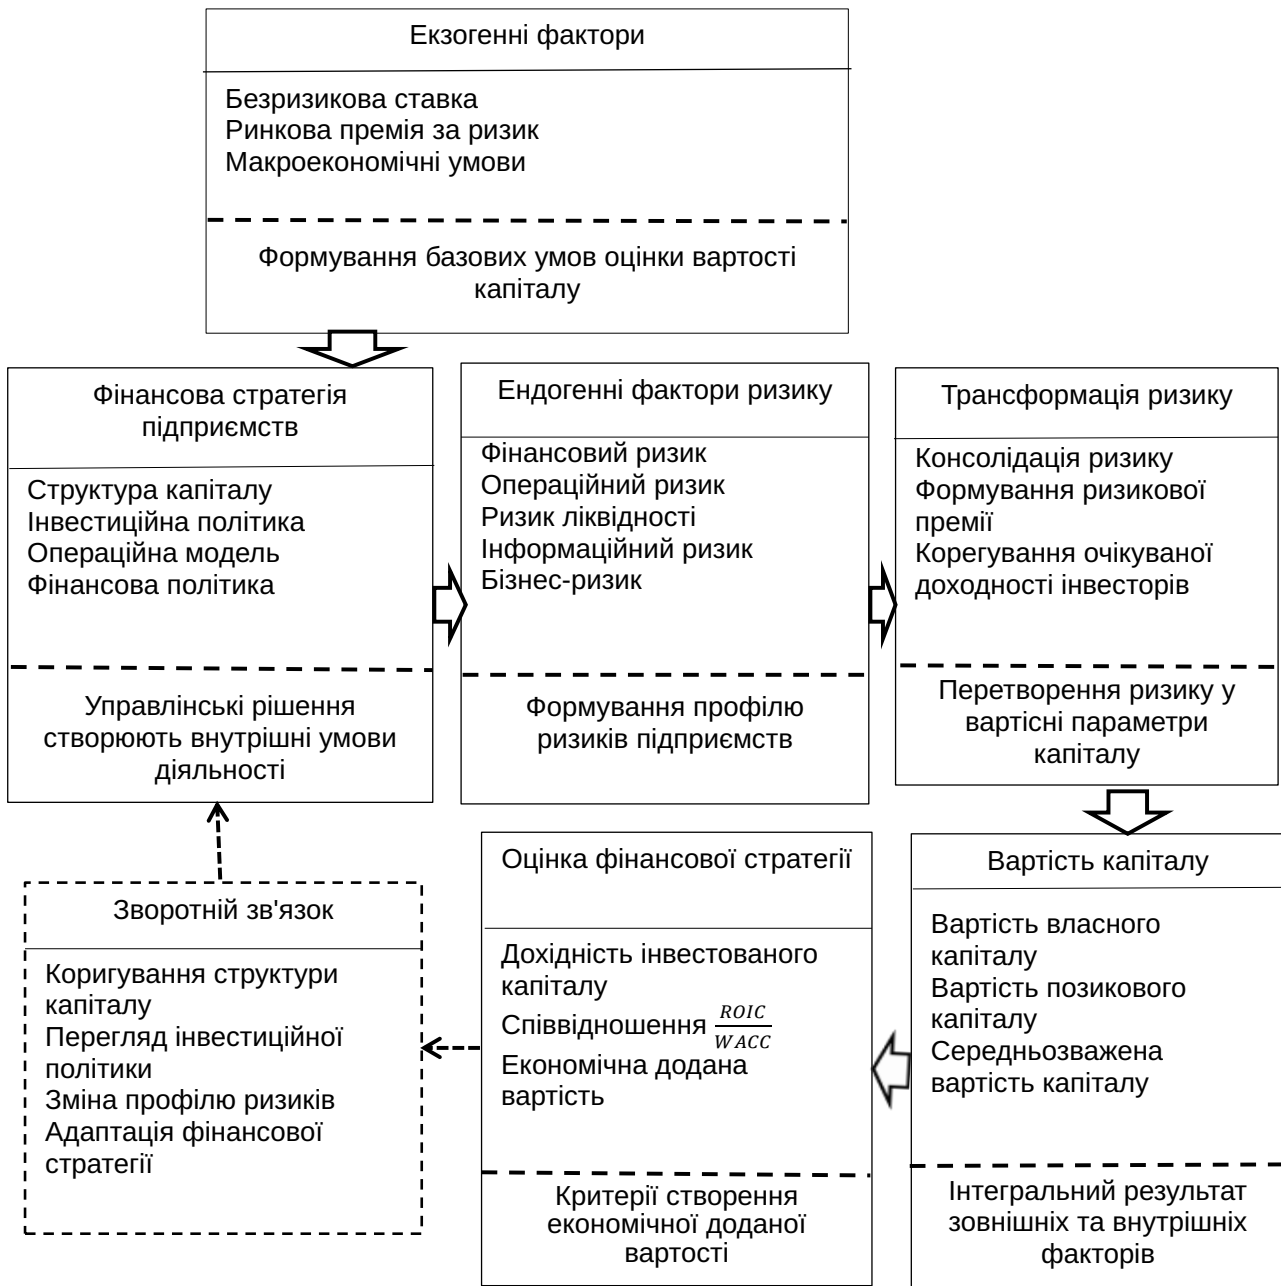 Екзогенні фактори
Безризикова ставка
Ринкова премія за ризик
Макроекономічні умови
Формування базових умов оцінки вартості
капіталу
Фінансова стратегія
підприємств
Структура капіталу
Інвестиційна політика
Операційна модель
Фінансова політика
Управлінські рішення
створюють внутрішні умови
діяльності
Ендогенні фактори ризику
Фінансовий ризик
Операційний ризик
Ризик ліквідності
Інформаційний ризик
Бізнес-ризик
Формування профілю
ризиків підприємств
Трансформація ризику
Консолідація ризику
Формування ризикової
премії
Корегування очікуваної
доходності інвесторів
Перетворення ризику у
вартісні параметри
капіталу
Вартість капіталу
Вартість власного
капіталу
Вартість позикового
капіталу
Середньозважена
вартість капіталу
Інтегральний результат
зовнішніх та внутрішніх
факторів
Оцінка фінансової стратегії
Дохідність інвестованого
капіталу
Співвідношення ROIC/WACC
Економічна додана
вартість
Критерії створення
економічної доданої
вартості
Зворотній зв'язок
Коригування структури
капіталу
Перегляд інвестиційної
політики
Зміна профілю ризиків
Адаптація фінансової
стратегії